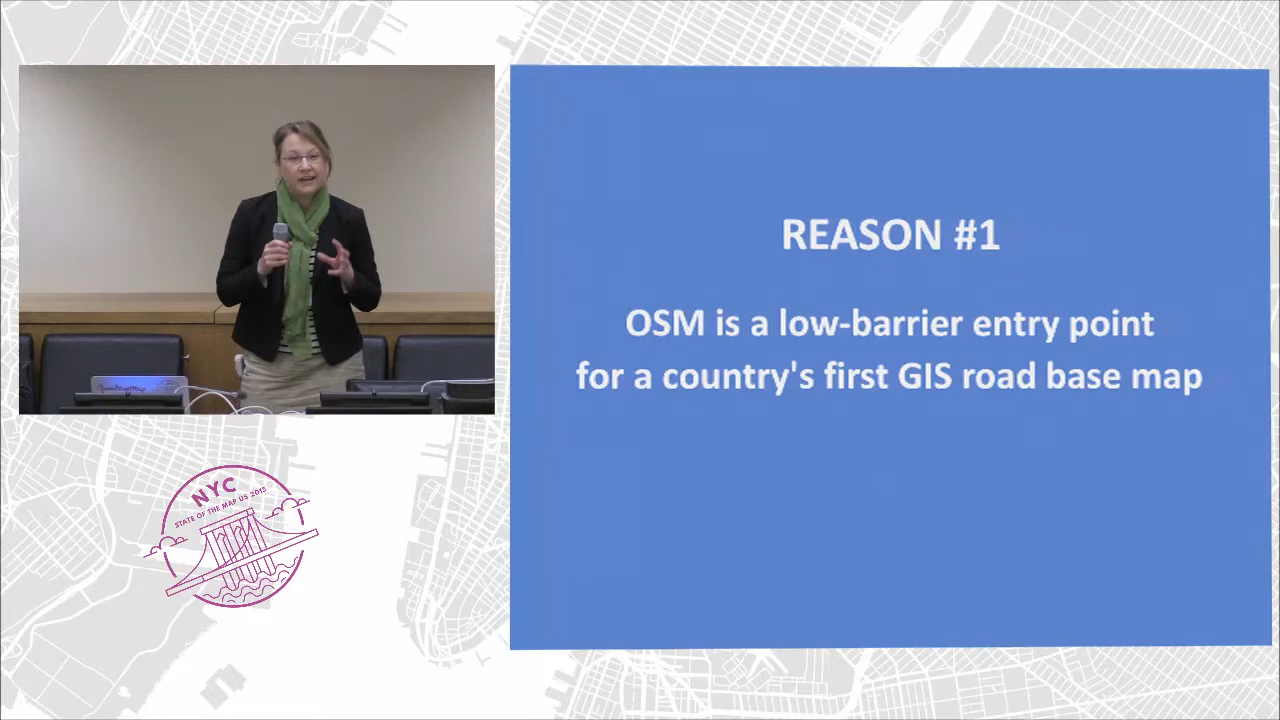 REASON #1
OSM is a low-barrier entry point
for a country's first GIS road base map
OpenStreetMap
NYC
STATE OF THE MAP US 2015